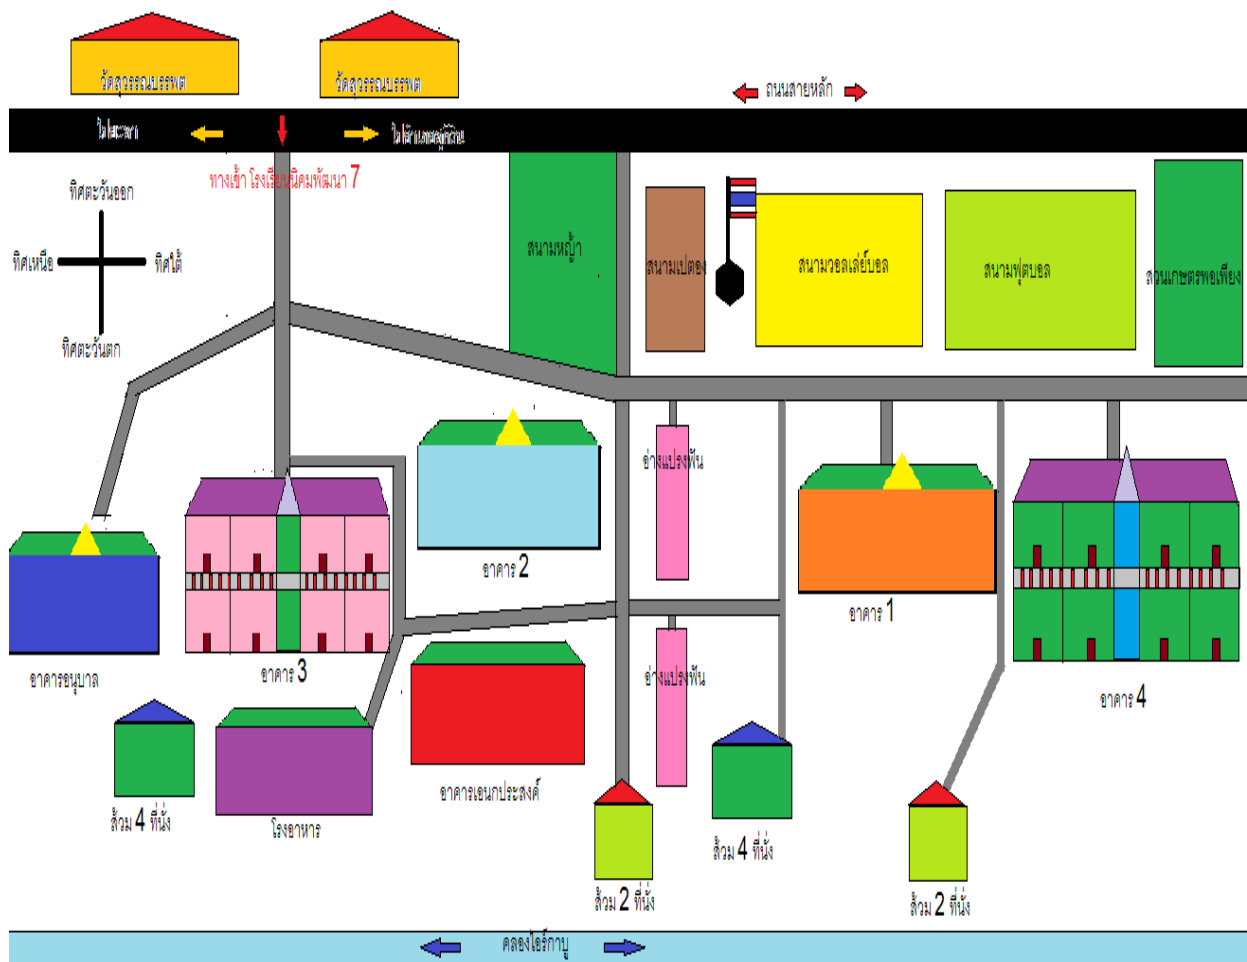 วัดสุวรรณบรรพต
วัดสุวรรณบรรพต
ถนนสายหลัก
ทางเข้า โรงเรียนนิคมพัฒนา 7
ทิศตะวันออก
ทิศเหนือ
ทิศใต้
ทิศตะวันตก
สนามหญ้า
สนามเปตอง
สนามวอลเล่ย์บอล
สนามฟุตบอล
สวนเกษตรพอเพียง
อ่างแปรงฟัน
อาคาร 2
อาคาร 1
อาคารอนุบาล
อาคาร 3
อ่างแปรงฟัน
อาคาร 4
อาคารเอนกประสงค์
ส้วม 4 ที่นั่ง
โรงอาหาร
ส้วม 4 ที่นั่ง
ส้วม 2 ที่นั่ง
ส้วม 2 ที่นั่ง
คลองไอร์กาบู